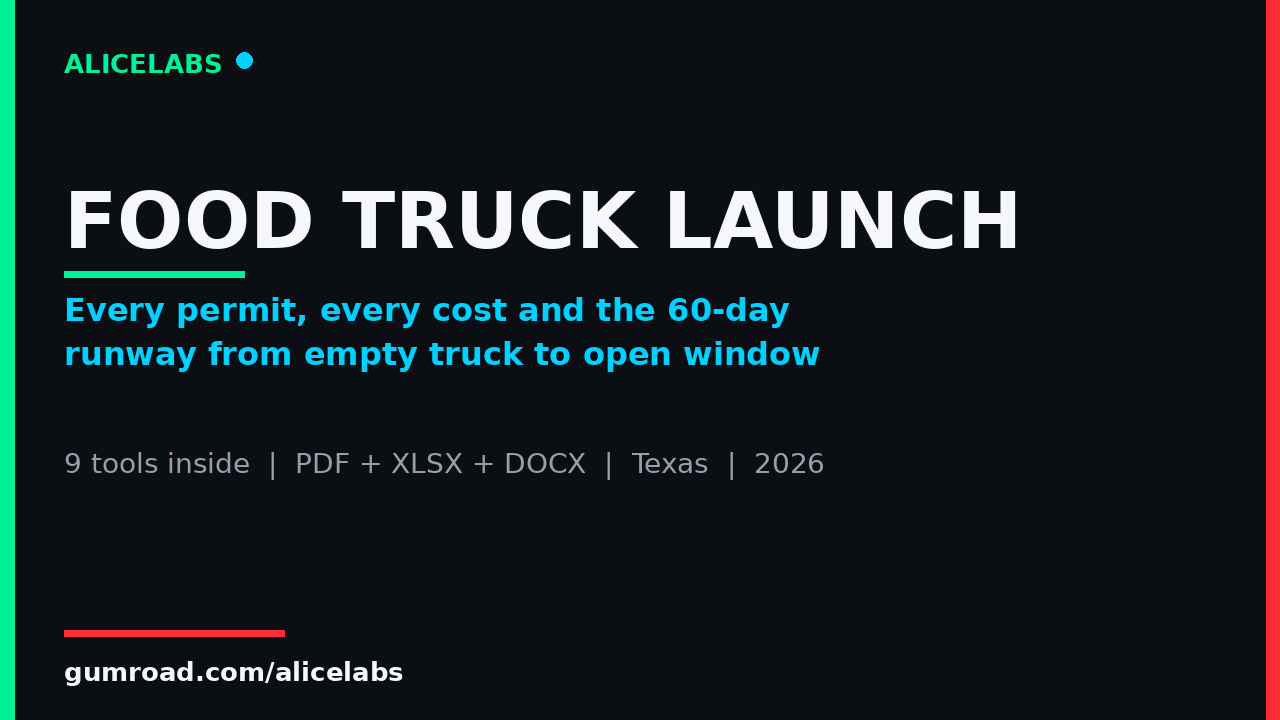 ALICELABS
FOOD TRUCK LAUNCH
Every permit, every cost and the 60-day
runway from empty truck to open window
9 tools inside | PDF + XLSX + DOCX | Texas | 2026
gumroad.com/alicelabs